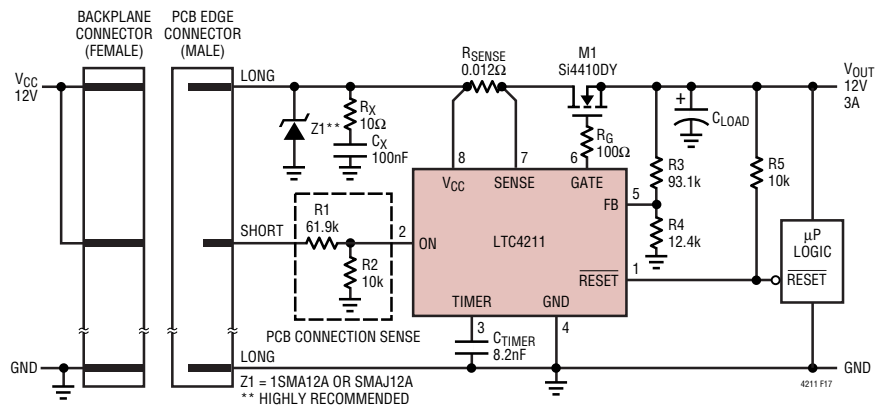 BACKPLANE
CONNECTOR
(FEMALE)
PCB EDGE
CONNECTOR
(MALE)
VCC
12V
LONG
Z1**
RX
10Ω
CX
100nF
RSENSE
0.012Ω
M1
Si4410DY
RG
100Ω
VOUT
12V
3A
+
CLOAD
R3
93.1k
R4
12.4k
R5
10k
8
7
6
VCC
SENSE
GATE
5
FB
LTC4211
2
ON
1
RESET
TIMER
GND
3
4
SHORT
R1
61.9k
R2
10k
PCB CONNECTION SENSE
µP
LOGIC
RESET
CTIMER
8.2nF
GND
LONG
GND
Z1 = 1SMA12A OR SMAJ12A
** HIGHLY RECOMMENDED
4211 F17